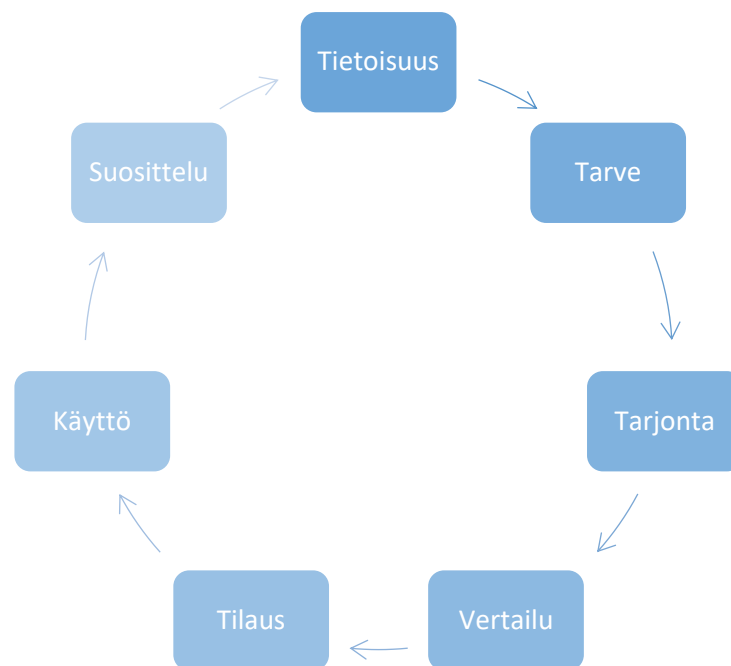 Tietoisuus
Tarve
Tarjonta
Vertailu
Tilaus
Käyttö
Suosittelu